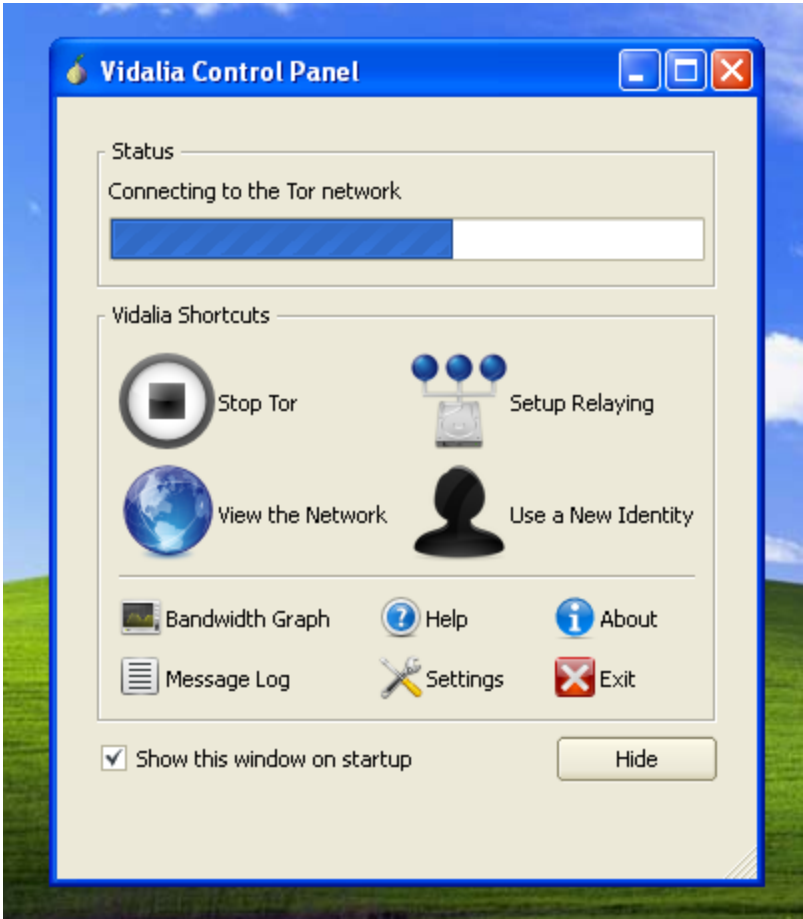 Vidalia Control Panel
Status
Connecting to the Tor network
Vidalia Shortcuts
Stop Tor
Setup Relaying
View the Network
Use a New Identity
Bandwidth Graph
Help
About
Message Log
Settings
Exit
Show this window on startup
Hide